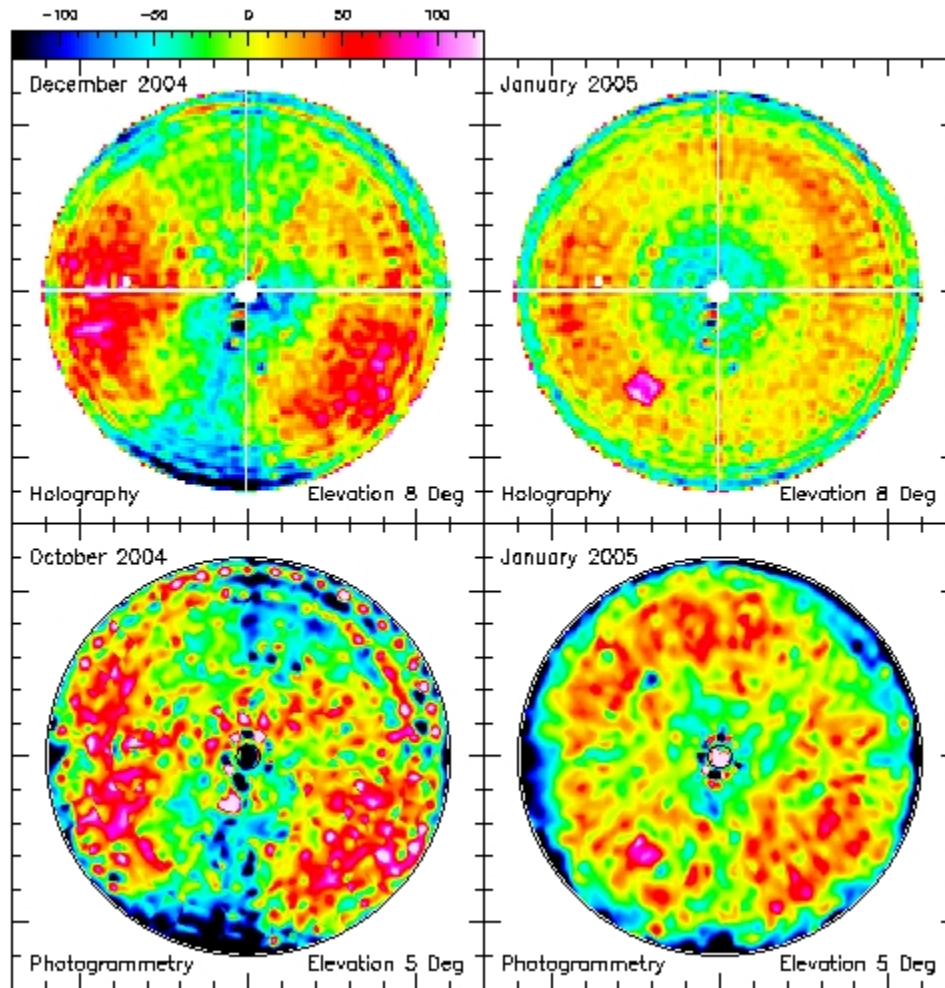 -100 -50 0 50 100
December 2004
January 2005
Holography Elevation 8 Deg
Holography Elevation 8 Deg
October 2004
January 2005
Photogrammetry Elevation 5 Deg
Photogrammetry Elevation 5 Deg